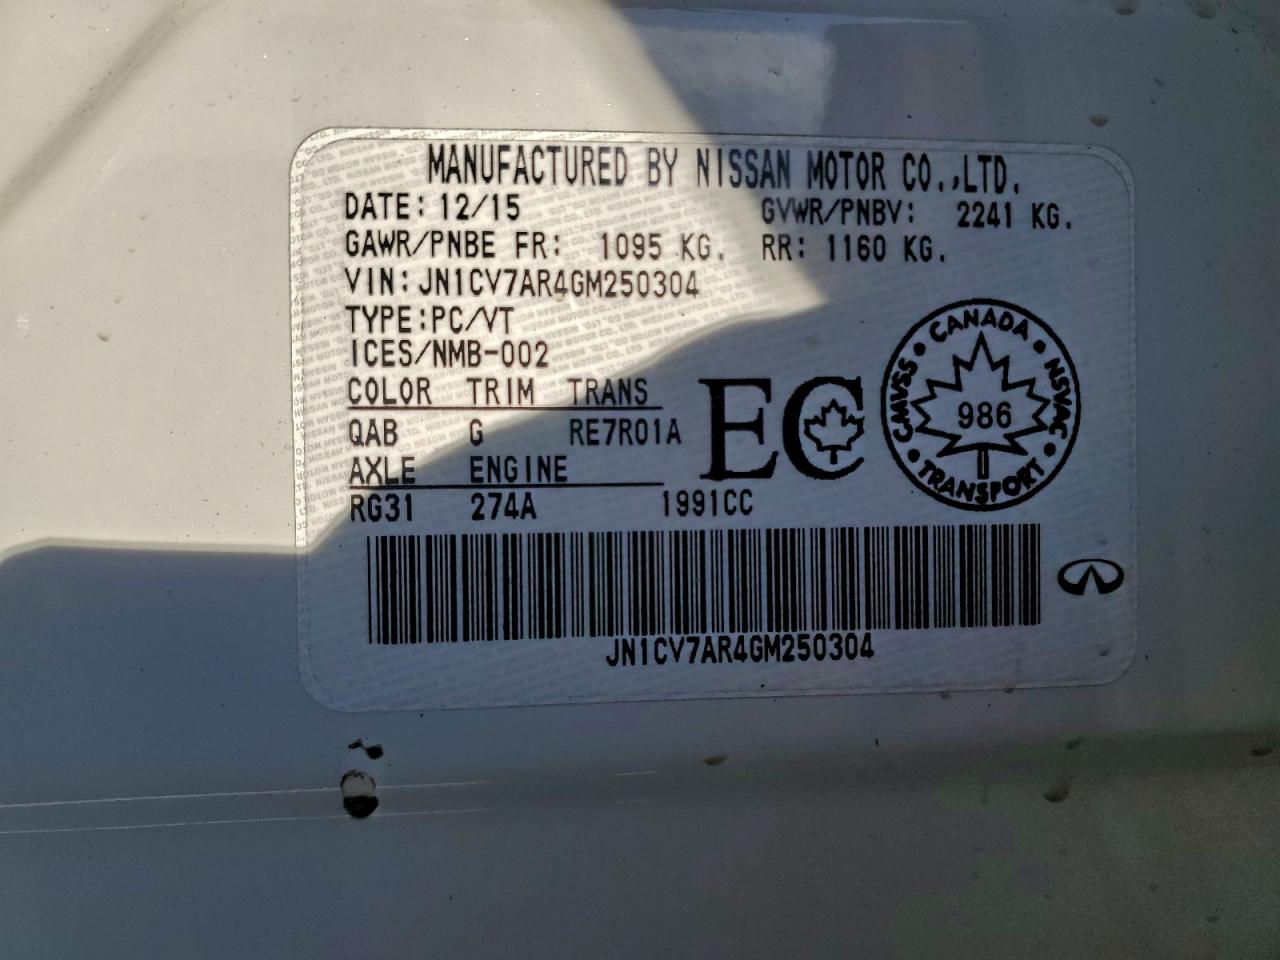 MANUFACTURED BY NISSAN MOTOR CO.,LTD.
DATE: 12/15 GVWR/PNBV: 2241 KG.
GAWR/PNBE FR: 1095 KG. RR: 1160 KG.
VIN: JN1CV7AR4GM250304
TYPE:PC/VT
ICES/NMB-002
COLOR TRIM TRANS
QAB G RE7R01A
AXLE ENGINE
RG31 274A 1991CC
EC
CANADA
CMVSS • NSVAC
986
TRANSPORT
JN1CV7AR4GM250304